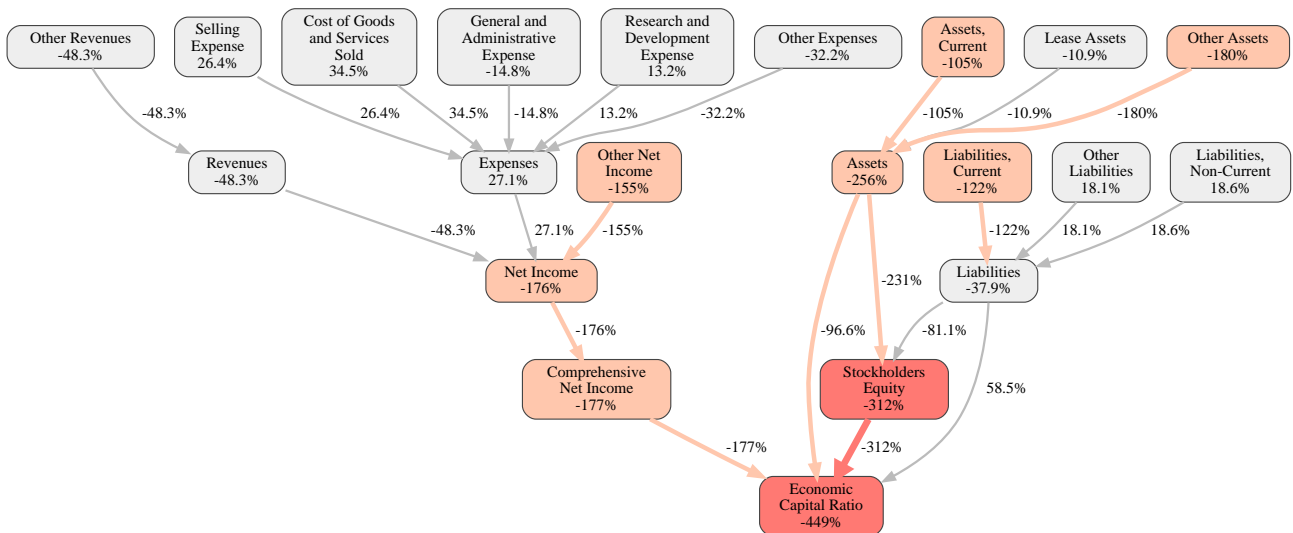 Other Revenues
-48.3%
Selling
Expense
26.4%
Cost of Goods
and Services
Sold
34.5%
General and
Administrative
Expense
-14.8%
Research and
Development
Expense
13.2%
Other Expenses
-32.2%
Assets,
Current
-105%
Lease Assets
-10.9%
Other Assets
-180%
-48.3%
26.4%
34.5%
-14.8%
13.2%
-32.2%
-105%
-10.9%
-180%
Revenues
-48.3%
Expenses
27.1%
Other Net
Income
-155%
Assets
-256%
Liabilities,
Current
-122%
Other
Liabilities
18.1%
Liabilities,
Non-Current
18.6%
-48.3%
27.1%
-155%
-122%
18.1%
18.6%
Net Income
-176%
-231%
Liabilities
-37.9%
-176%
-96.6%
-81.1%
Comprehensive
Net Income
-177%
Stockholders
Equity
-312%
58.5%
-177%
-312%
Economic
Capital Ratio
-449%